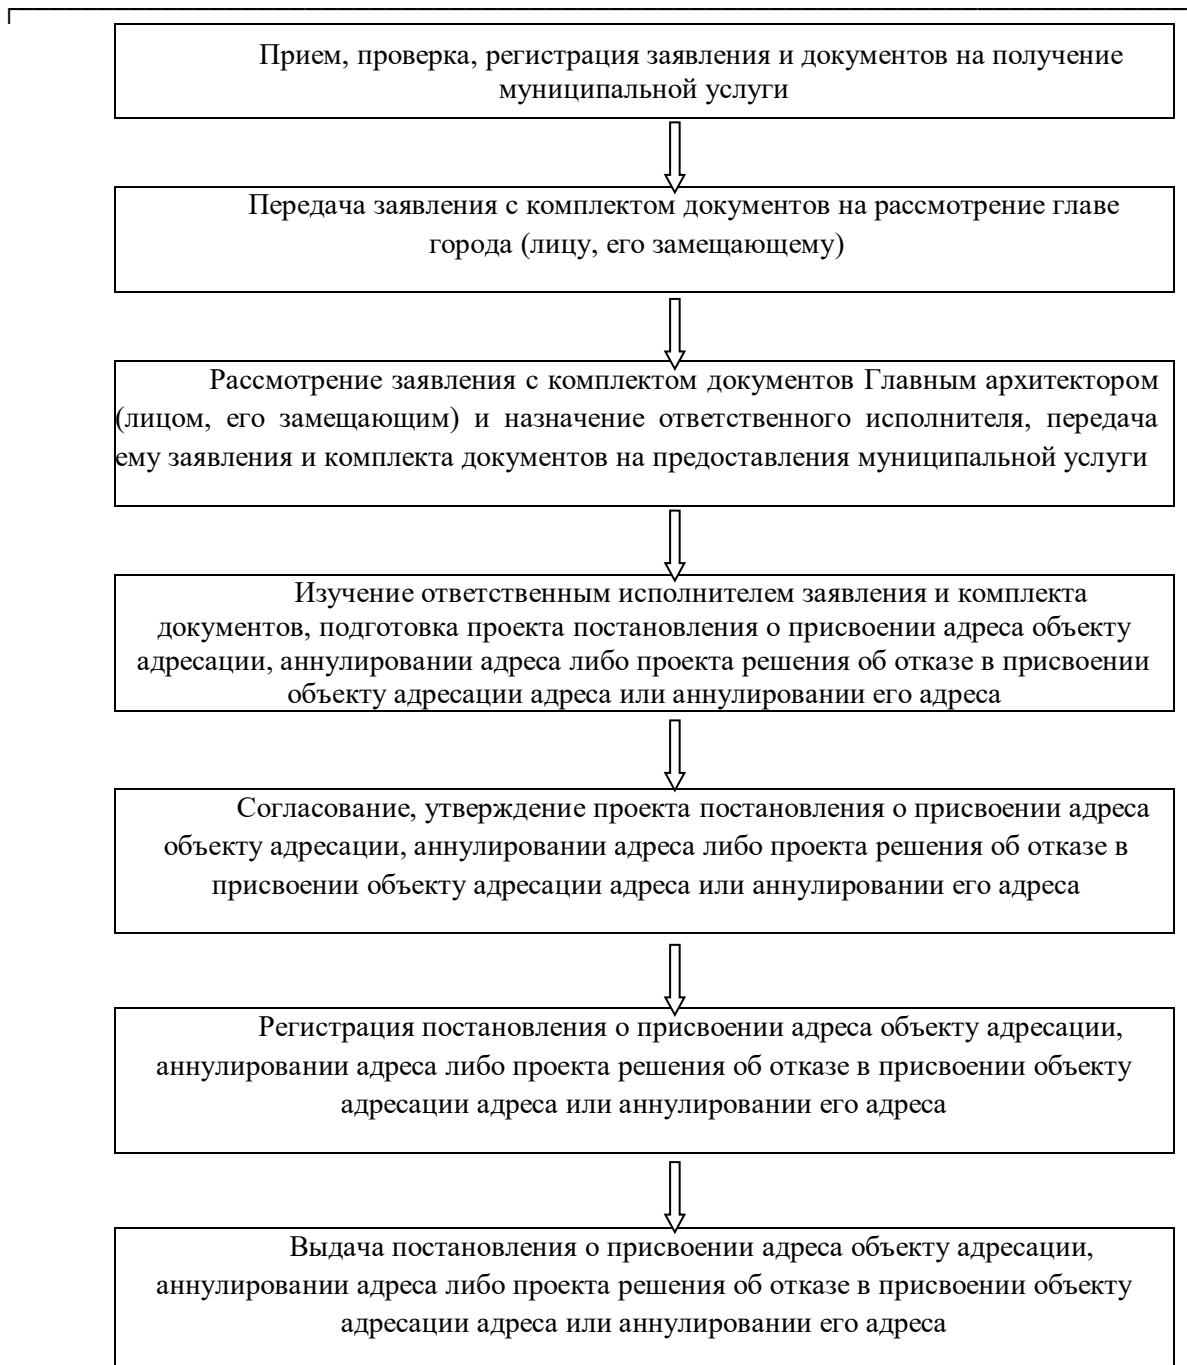 Прием, проверка, регистрация заявления и документов на получение
муниципальной услуги
Передача заявления с комплектом документов на рассмотрение главе
города (лицу, его замещающему)
Рассмотрение заявления с комплектом документов Главным архитектором
(лицом, его замещающим) и назначение ответственного исполнителя, передача
ему заявления и комплекта документов на предоставления муниципальной услуги
Изучение ответственным исполнителем заявления и комплекта
документов, подготовка проекта постановления о присвоении адреса объекту
адресации, аннулировании адреса либо проекта решения об отказе в присвоении
объекту адресации адреса или аннулировании его адреса
Согласование, утверждение проекта постановления о присвоении адреса
объекту адресации, аннулировании адреса либо проекта решения об отказе в
присвоении объекту адресации адреса или аннулировании его адреса
Регистрация постановления о присвоении адреса объекту адресации,
аннулировании адреса либо проекта решения об отказе в присвоении объекту
адресации адреса или аннулировании его адреса
Выдача постановления о присвоении адреса объекту адресации,
аннулировании адреса либо проекта решения об отказе в присвоении объекту
адресации адреса или аннулировании его адреса